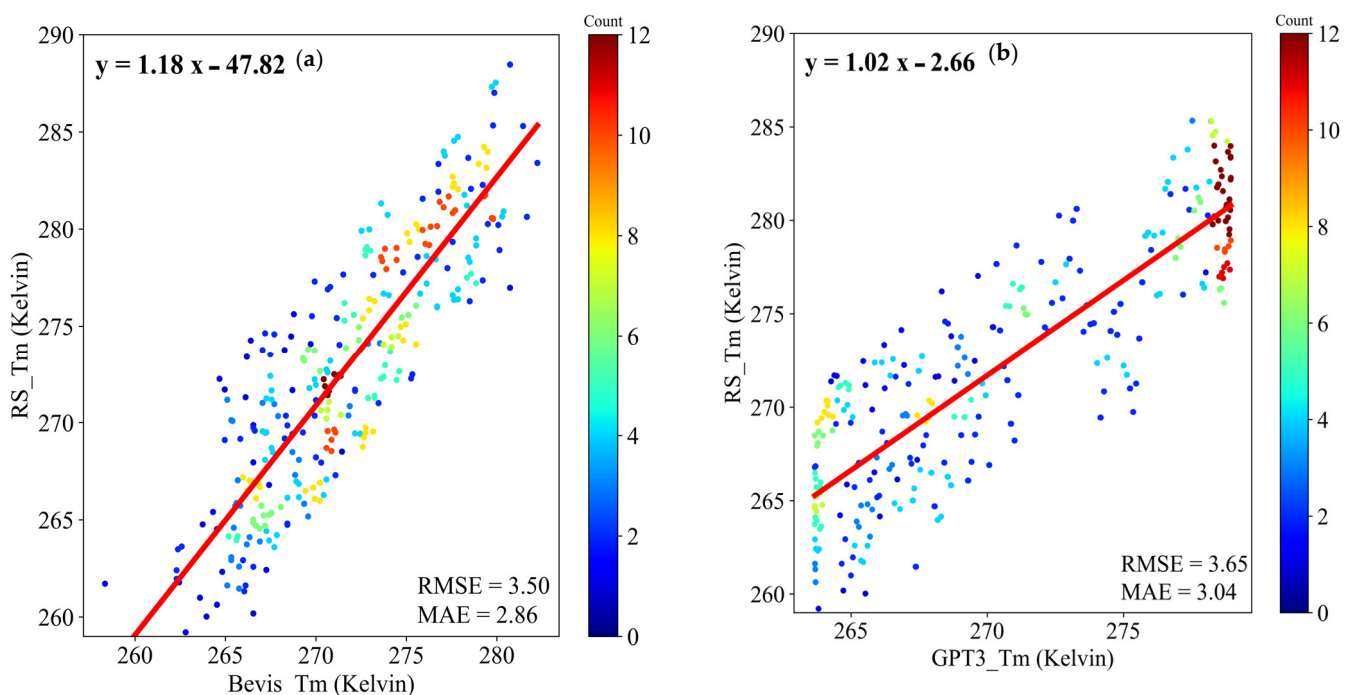 Count
y = 1.18 x – 47.82 (a)
290
285
280
275
270
265
260
RS_Tm (Kelvin)
260 265 270 275 280
Bevis_Tm (Kelvin)
RMSE = 3.50
MAE = 2.86
12
10
8
6
4
2
0
Count
y = 1.02 x – 2.66 (b)
290
285
280
275
270
265
260
RS_Tm (Kelvin)
265 270 275
GPT3_Tm (Kelvin)
RMSE = 3.65
MAE = 3.04
12
10
8
6
4
2
0